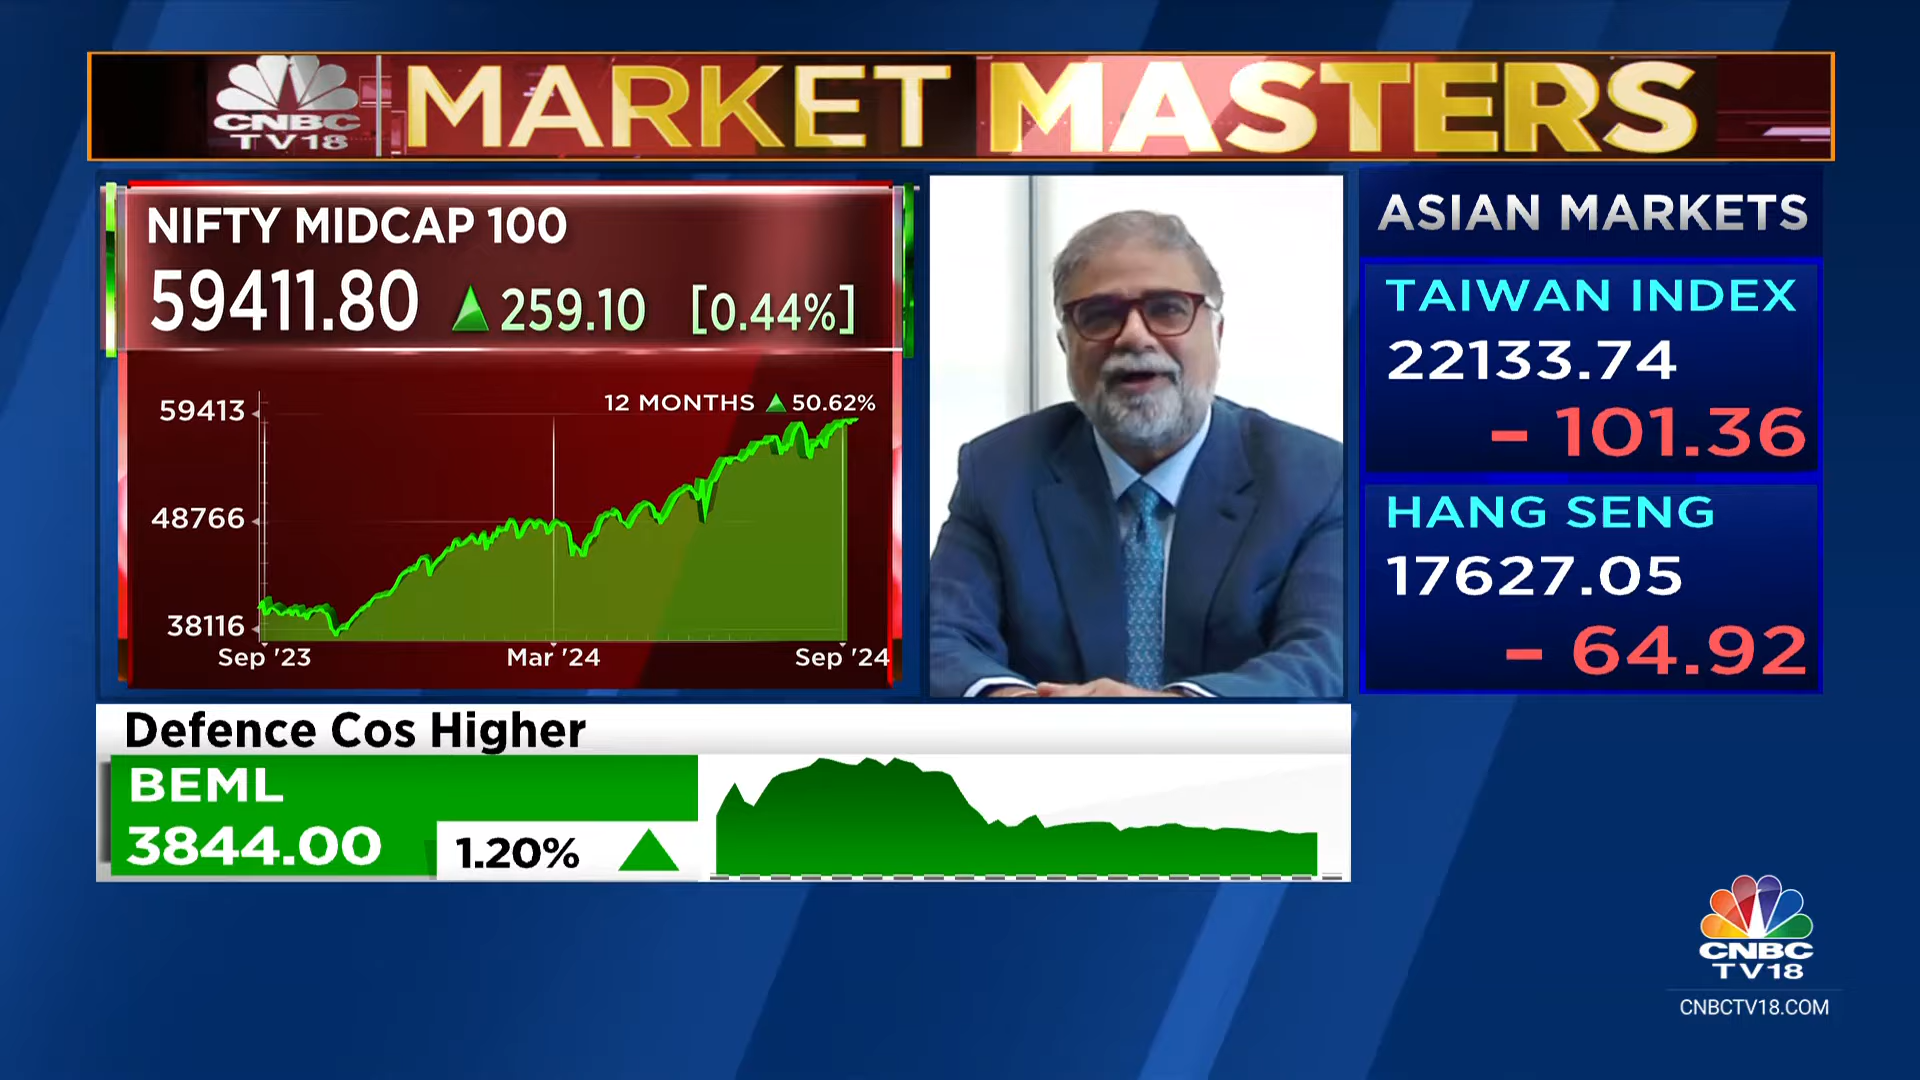 CNBC
TV18
MARKET MASTERS
NIFTY MIDCAP 100
59411.80 ▲ 259.10 [0.44%]
12 MONTHS ▲ 50.62%
59413
48766
38116
Sep '23 Mar '24 Sep '24
ASIAN MARKETS
TAIWAN INDEX
22133.74
- 101.36
HANG SENG
17627.05
- 64.92
Defence Cos Higher
BEML
3844.00
1.20% ▲
CNBC
TV18
CNBCTV18.COM